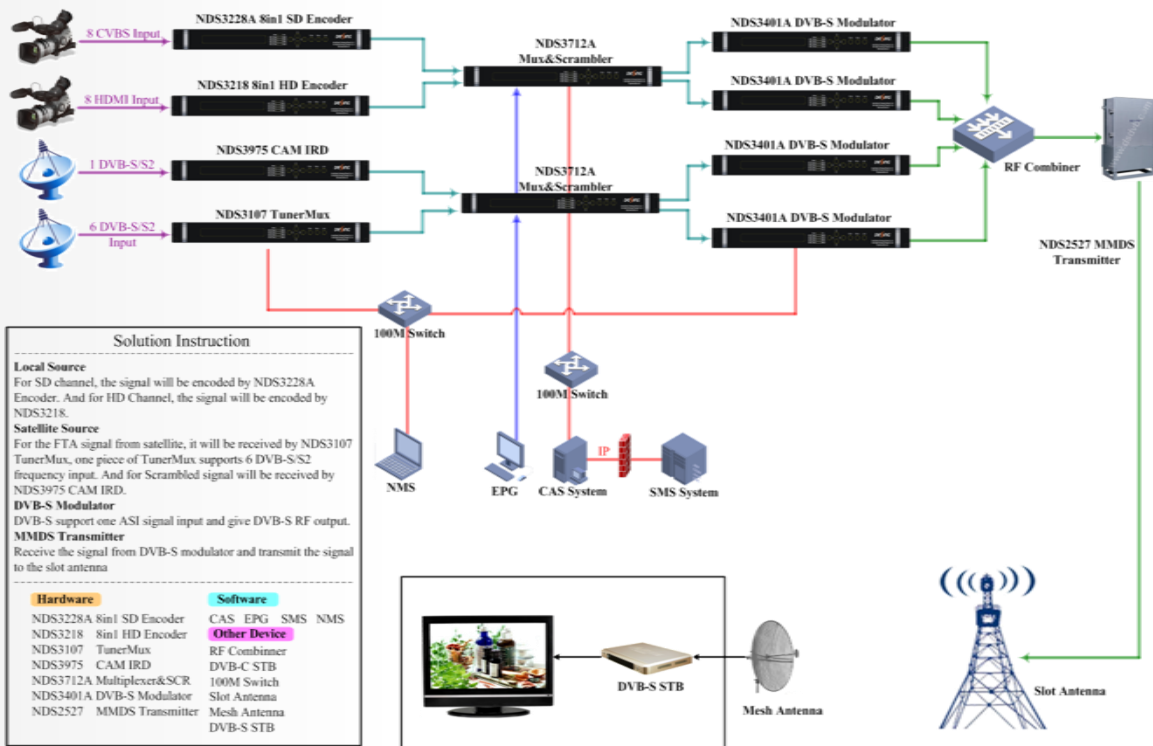 NDS3228A 8in1 SD Encoder
8 CVBS Input
NDS3218 8in1 HD Encoder
8 HDMI Input
NDS3975 CAM IRD
1 DVB-S/S2
NDS3107 TunerMux
6 DVB-S/S2
Input
NDS3712A
Mux&Scrambler
NDS3712A
Mux&Scrambler
NDS3401A DVB-S Modulator
NDS3401A DVB-S Modulator
NDS3401A DVB-S Modulator
NDS3401A DVB-S Modulator
RF Combiner
NDS2527 MMDS
Transmitter
100M Switch
100M Switch
NMS
EPG
CAS System
IP
SMS System
Solution Instruction
Local Source
For SD channel, the signal will be encoded by NDS3228A
Encoder. And for HD Channel, the signal will be encoded by
NDS3218.
Satellite Source
For the FTA signal from satellite, it will be received by NDS3107
TunerMux, one piece of TunerMux supports 6 DVB-S/S2
frequency input. And for Scrambled signal will be received by
NDS3975 CAM IRD.
DVB-S Modulator
DVB-S support one ASI signal input and give DVB-S RF output.
MMDS Transmitter
Receive the signal from DVB-S modulator and transmit the signal
to the slot antenna
Hardware
NDS3228A 8in1 SD Encoder
NDS3218 8in1 HD Encoder
NDS3107 TunerMux
NDS3975 CAM IRD
NDS3712A Multiplexer&SCR
NDS3401A DVB-S Modulator
NDS2527 MMDS Transmitter
Software
CAS EPG SMS NMS
Other Device
RF Combinner
DVB-C STB
100M Switch
Slot Antenna
Mesh Antenna
DVB-S STB
DVB-S STB
Mesh Antenna
Slot Antenna